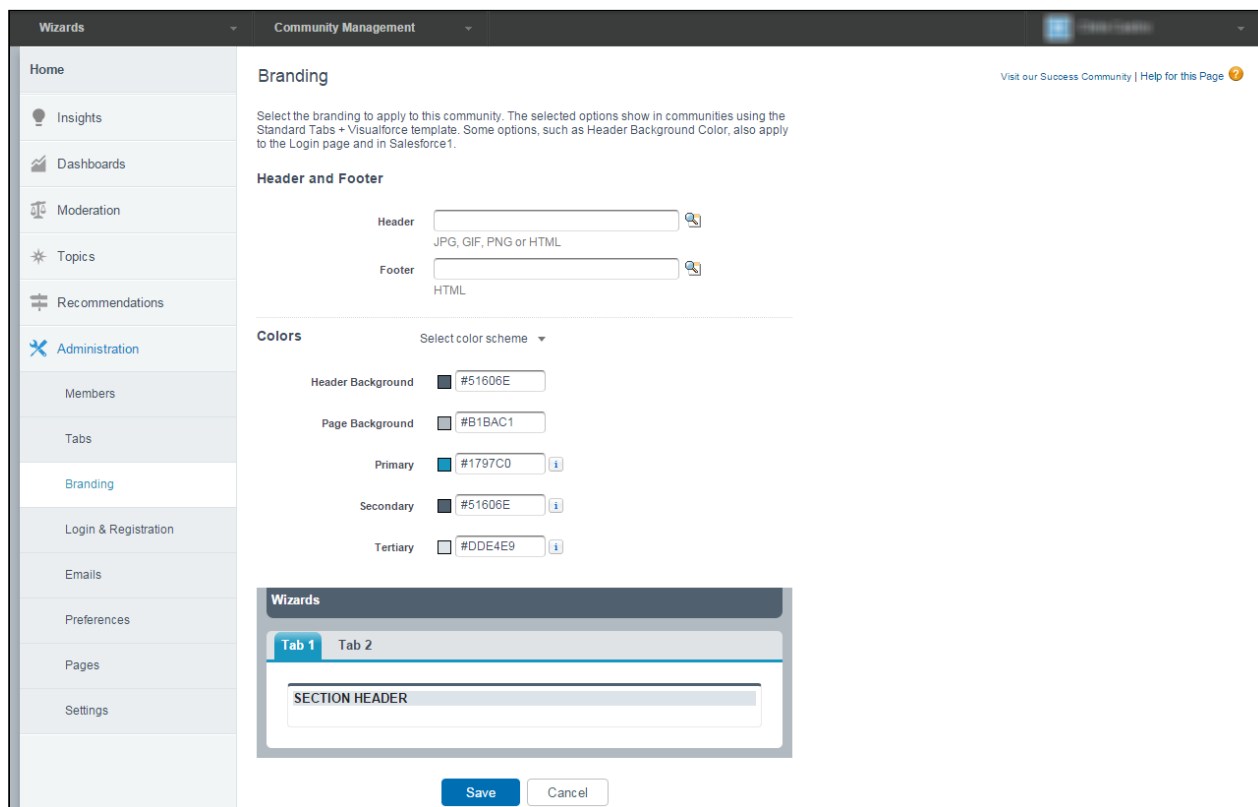 Wizards
Community Management
Home
Insights
Dashboards
Moderation
Topics
Recommendations
Administration
Members
Tabs
Branding
Login & Registration
Emails
Preferences
Pages
Settings
Branding
Visit our Success Community | Help for this Page ?
Select the branding to apply to this community. The selected options show in communities using the
Standard Tabs + Visualforce template. Some options, such as Header Background Color, also apply
to the Login page and in Salesforce1.
Header and Footer
Header
JPG, GIF, PNG or HTML
Footer
HTML
Colors
Select color scheme
Header Background #51606E
Page Background #B1BAC1
Primary #1797C0 i
Secondary #51606E i
Tertiary #DDE4E9 i
Wizards
Tab 1 Tab 2
SECTION HEADER
Save Cancel